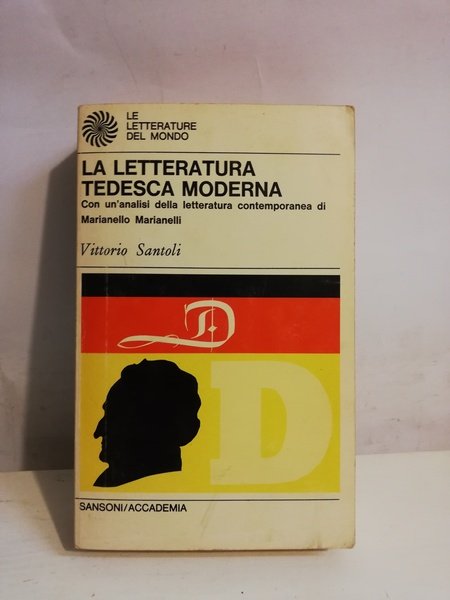 LE
LETTERATURE
DEL MONDO
LA LETTERATURA
TEDESCA MODERNA
Con un'analisi della letteratura contemporanea di
Marianello Marianelli
Vittorio Santoli
D
D
SANSONI/ACCADEMIA